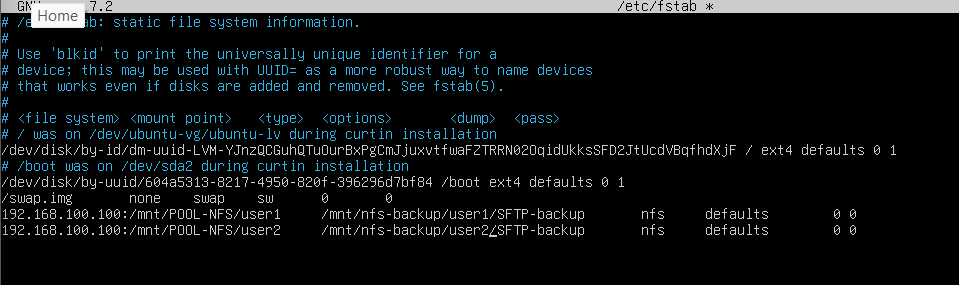 GN Home 7.2 /etc/fstab *
# /e ab: static file system information.
#
# Use 'blkid' to print the universally unique identifier for a
# device; this may be used with UUID= as a more robust way to name devices
# that works even if disks are added and removed. See fstab(5).
#
# <file system> <mount point>   <type>  <options>       <dump>  <pass>
# / was on /dev/ubuntu-vg/ubuntu-lv during curtin installation
/dev/disk/by-id/dm-uuid-LVM-YJnzQCGuhQTuOurBxPgCmJjuxvtfwaFZTRRN02OqidUkksSFD2JtUcdVBqfhdXjF / ext4 defaults 0 1
# /boot was on /dev/sda2 during curtin installation
/dev/disk/by-uuid/604a5313-8217-4950-820f-396296d7bf84 /boot ext4 defaults 0 1
/swap.img       none    swap    sw      0       0
192.168.100.100:/mnt/POOL-NFS/user1     /mnt/nfs-backup/user1/SFTP-backup       nfs     defaults        0 0
192.168.100.100:/mnt/POOL-NFS/user2     /mnt/nfs-backup/user2/SFTP-backup       nfs     defaults        0 0